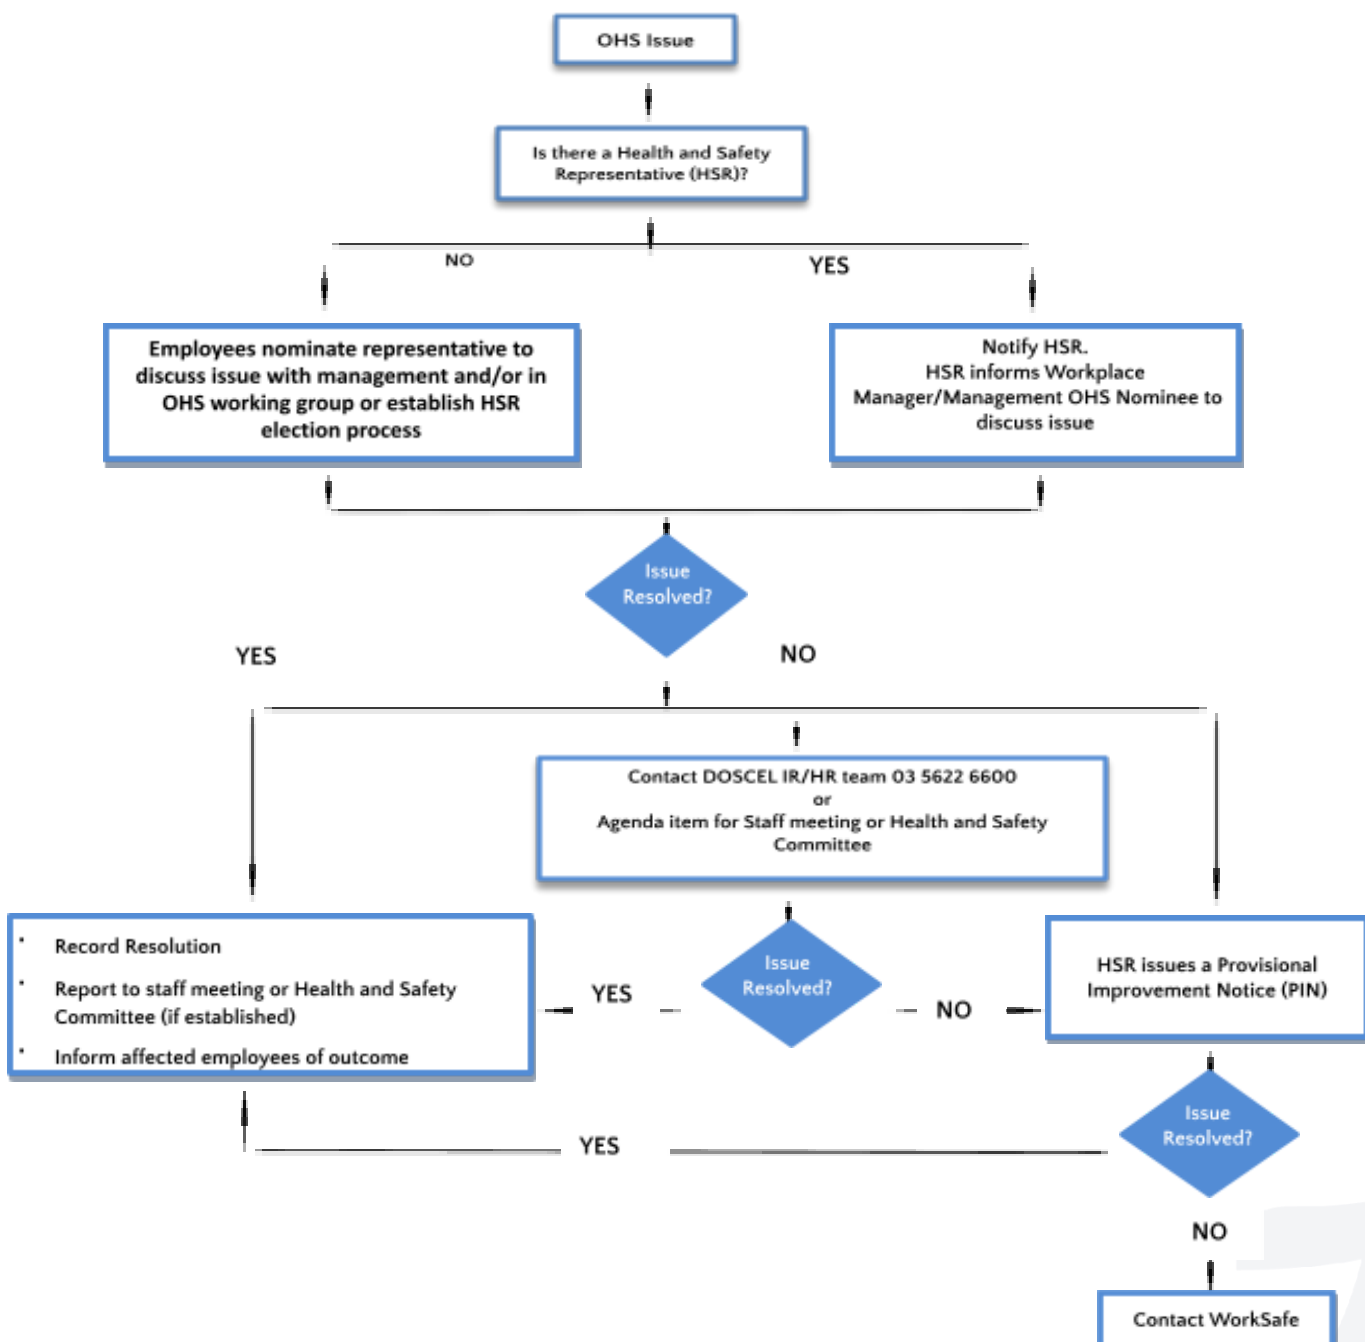 OHS Issue
Is there a Health and Safety
Representative (HSR)?
NO
YES
Employees nominate representative to
discuss issue with management and/or in
OHS working group or establish HSR
election process
Notify HSR.
HSR informs Workplace
Manager/Management OHS Nominee to
discuss issue
Issue
Resolved?
YES
NO
Contact DOSCEL IR/HR team 03 5622 6600
or
Agenda item for Staff meeting or Health and Safety
Committee
· Record Resolution
· Report to staff meeting or Health and Safety
Committee (if established)
· Inform affected employees of outcome
YES
Issue
Resolved?
NO
HSR issues a Provisional
Improvement Notice (PIN)
Issue
Resolved?
YES
NO
Contact WorkSafe